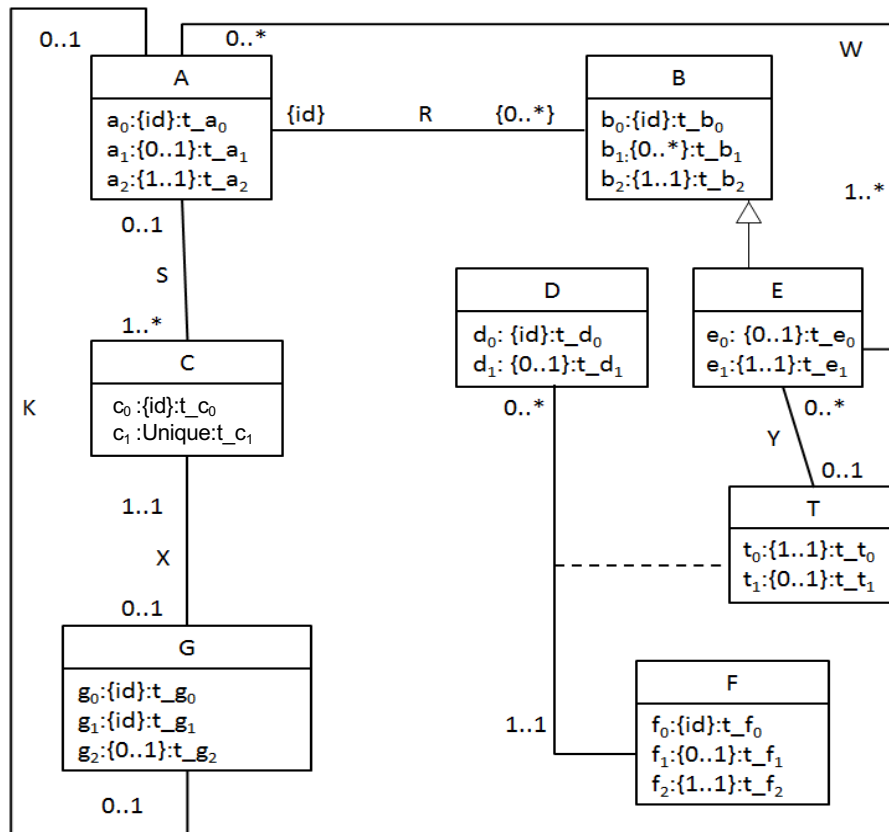 0..1
0..*
W
A
a₀:{id}:t_a₀
a₁:{0..1}:t_a₁
a₂:{1..1}:t_a₂
{id} R {0..*}
B
b₀:{id}:t_b₀
b₁:{0..*}:t_b₁
b₂:{1..1}:t_b₂
1..*
0..1
S
1..*
D
d₀: {id}:t_d₀
d₁: {0..1}:t_d₁
E
e₀: {0..1}:t_e₀
e₁:{1..1}:t_e₁
C
c₀ :{id}:t_c₀
c₁ :Unique:t_c₁
K
0..*
0..*
Y
0..1
T
t₀:{1..1}:t_t₀
t₁:{0..1}:t_t₁
1..1
X
0..1
G
g₀:{id}:t_g₀
g₁:{id}:t_g₁
g₂:{0..1}:t_g₂
F
f₀:{id}:t_f₀
f₁:{0..1}:t_f₁
f₂:{1..1}:t_f₂
1..1
0..1